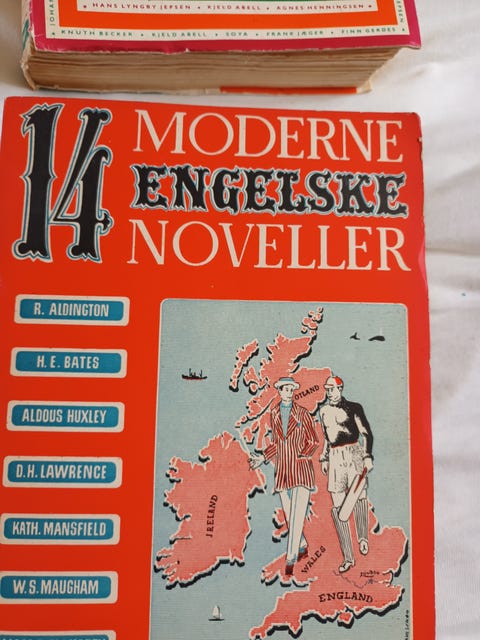 HANS LYNGBY JEPSEN • KJELD ABELL • AGNES HENNINGSEN
KNUTH BECKER • KJELD ABELL • SOYA • FRANK JÆGER • FINN GERDES
14 MODERNE
ENGELSKE
NOVELLER
R. ALDINGTON
H. E. BATES
ALDOUS HUXLEY
D.H. LAWRENCE
KATH. MANSFIELD
W.S. MAUGHAM
OTLAND
IRELAND
WALES
ENGLAND